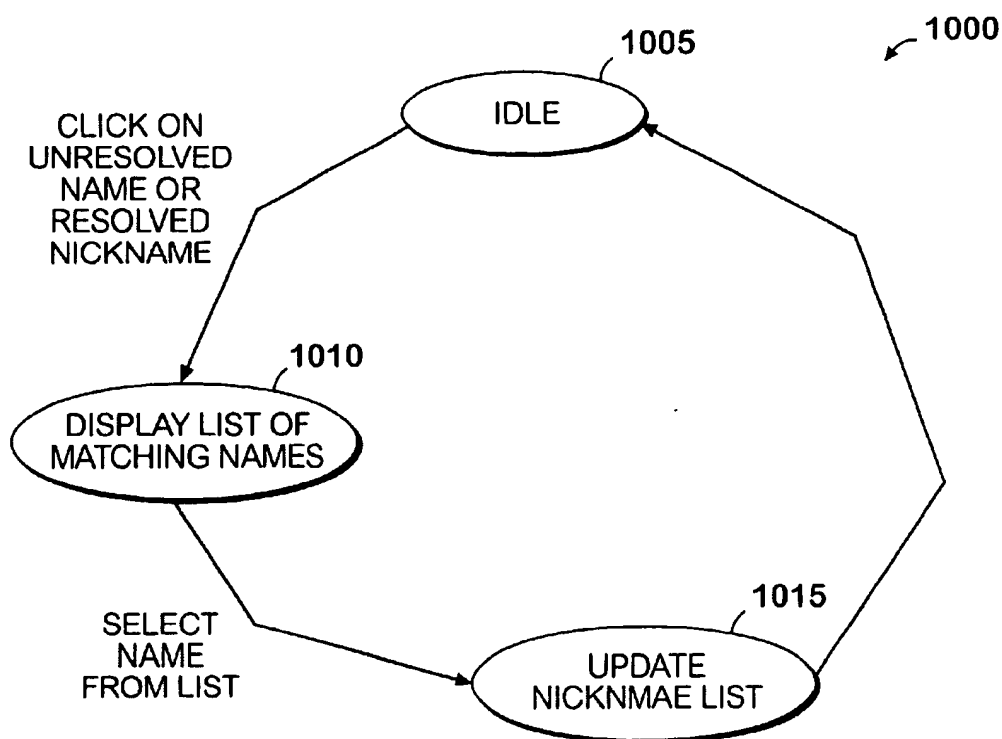 1000
1005
IDLE
CLICK ON
UNRESOLVED
NAME OR
RESOLVED
NICKNAME
1010
DISPLAY LIST OF
MATCHING NAMES
SELECT
NAME
FROM LIST
1015
UPDATE
NICKNMAE LIST